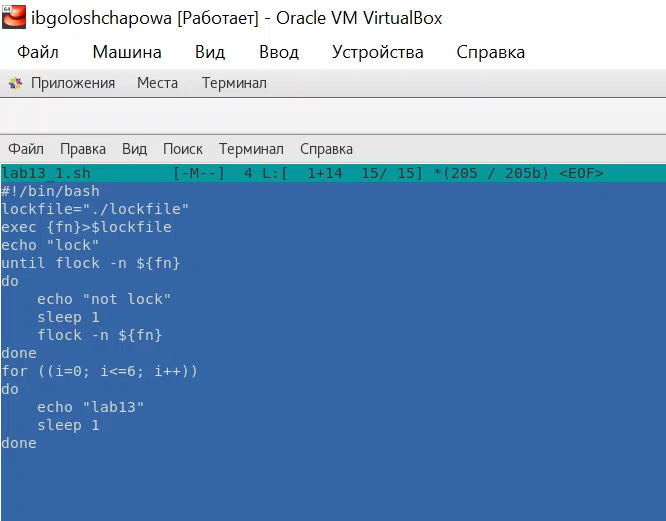 64
ibgoloshchapowa [Работает] - Oracle VM VirtualBox
Файл Машина Вид Ввод Устройства Справка
Приложения Места Терминал
Файл Правка Вид Поиск Терминал Справка
lab13_1.sh [-M--] 4 L:[ 1+14 15/ 15] *(205 / 205b) <EOF>
#!/bin/bash
lockfile="./lockfile"
exec {fn}>$lockfile
echo "lock"
until flock -n ${fn}
do
    echo "not lock"
    sleep 1
    flock -n ${fn}
done
for ((i=0; i<=6; i++))
do
    echo "lab13"
    sleep 1
done